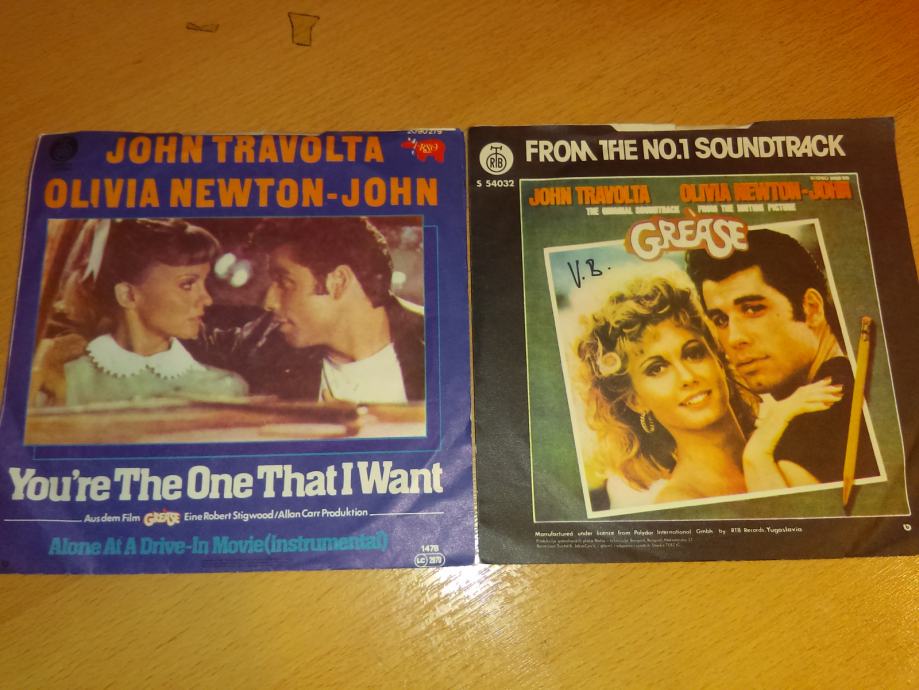 2090 279
JOHN TRAVOLTA
RSO
OLIVIA NEWTON-JOHN
You're The One That I Want
Aus dem Film GREASE Eine Robert Stigwood/Allan Carr Produktion
Alone At A Drive-In Movie (Instrumental)
1478
LC 2070
RTB
FROM THE NO.1 SOUNDTRACK
S 54032
JOHN TRAVOLTA OLIVIA NEWTON-JOHN
THE ORIGINAL SOUNDTRACK FROM THE MOTION PICTURE
GREASE
V.B.
Manufactured under licence from Polydor International Gmbh by RTB Records, Yugoslavia